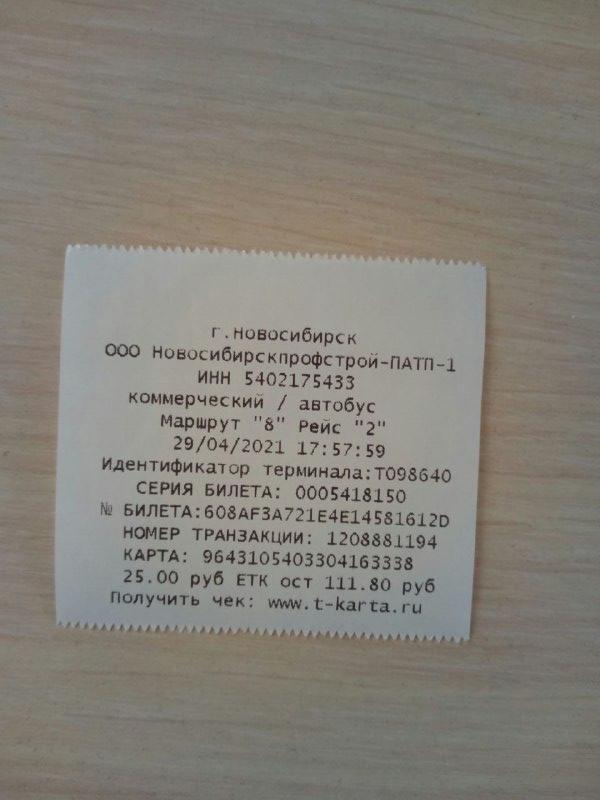 г.Новосибирск
ООО Новосибирскпрофстрой-ПАТП-1
ИНН 5402175433
коммерческий / автобус
Маршрут "8" Рейс "2"
29/04/2021 17:57:59
Идентификатор терминала:T098640
СЕРИЯ БИЛЕТА: 0005418150
№ БИЛЕТА:608AF3A721E4E14581612D
НОМЕР ТРАНЗАКЦИИ: 1208881194
КАРТА: 9643105403304163338
25.00 руб ЕТК ост 111.80 руб
Получить чек: www.t-karta.ru